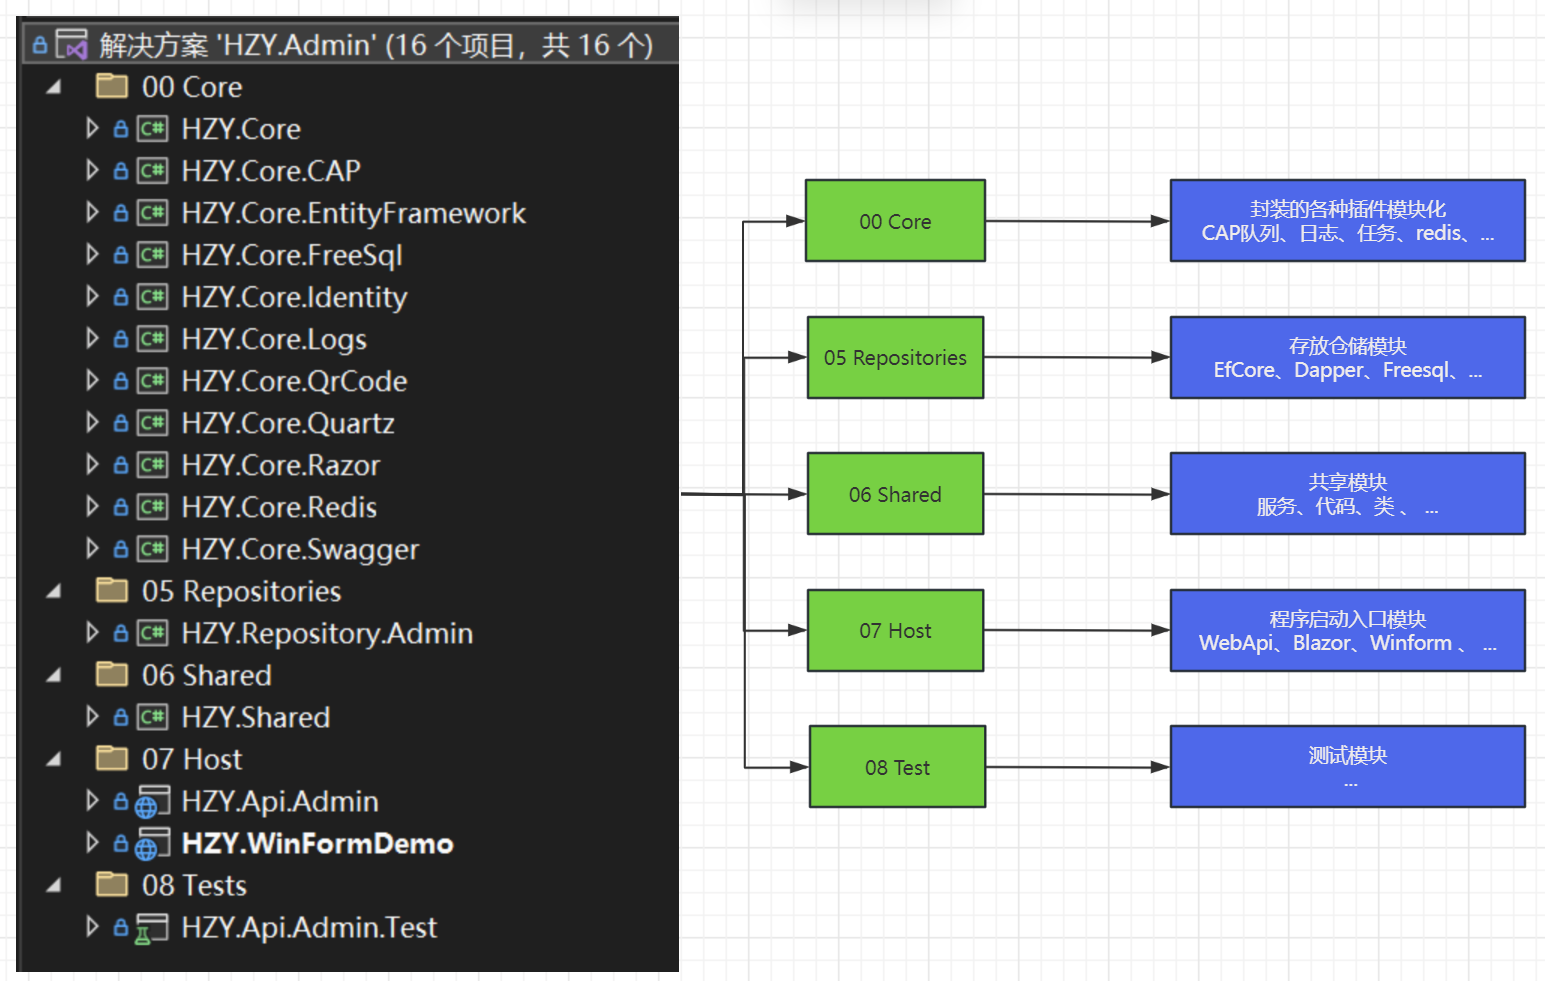 解决方案 'HZY.Admin' (16 个项目，共 16 个)
00 Core
C# HZY.Core
C# HZY.Core.CAP
C# HZY.Core.EntityFramework
C# HZY.Core.FreeSql
C# HZY.Core.Identity
C# HZY.Core.Logs
C# HZY.Core.QrCode
C# HZY.Core.Quartz
C# HZY.Core.Razor
C# HZY.Core.Redis
C# HZY.Core.Swagger
05 Repositories
C# HZY.Repository.Admin
06 Shared
C# HZY.Shared
07 Host
HZY.Api.Admin
HZY.WinFormDemo
08 Tests
HZY.Api.Admin.Test
00 Core
封装的各种插件模块化
CAP队列、日志、任务、redis、...
05 Repositories
存放仓储模块
EfCore、Dapper、Freesql、...
06 Shared
共享模块
服务、代码、类 、 ...
07 Host
程序启动入口模块
WebApi、Blazor、Winform 、 ...
08 Test
测试模块
...